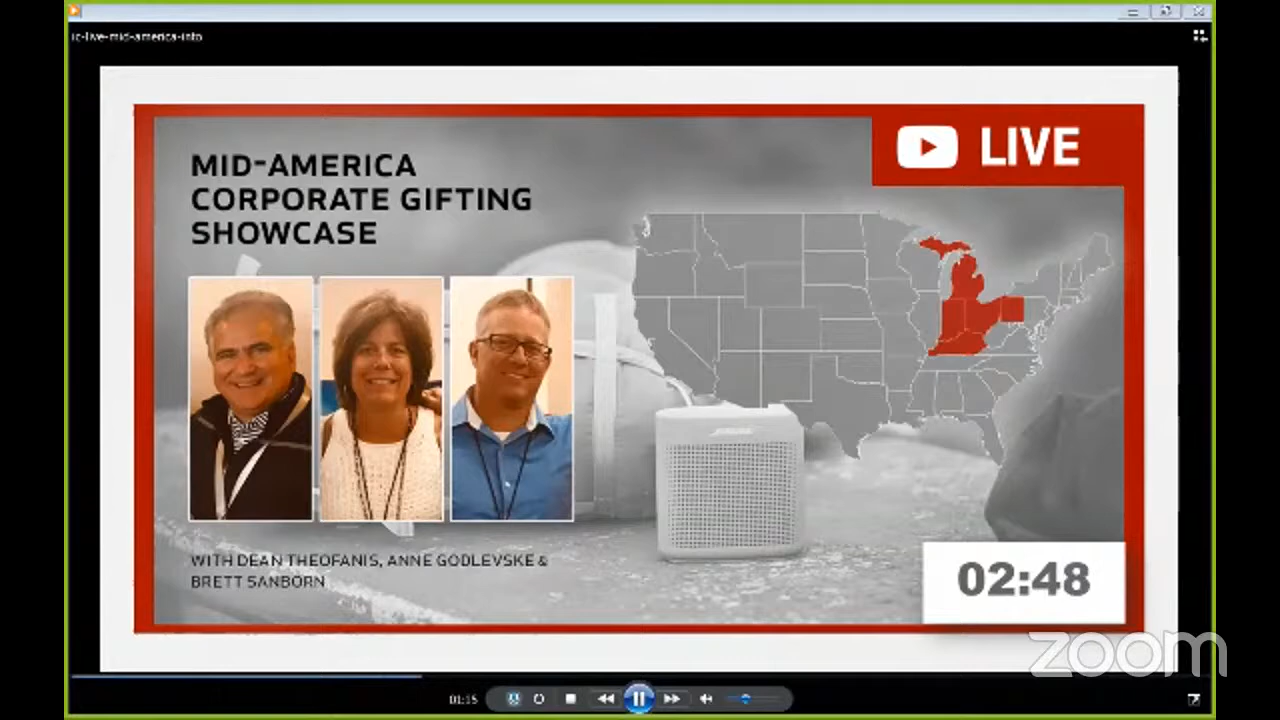 ic-live-mid-america-info
LIVE
MID-AMERICA
CORPORATE GIFTING
SHOWCASE
BOSE
WITH DEAN THEOFANIS, ANNE GODLEVSKE &
BRETT SANBORN
02:48
zoom
01:15